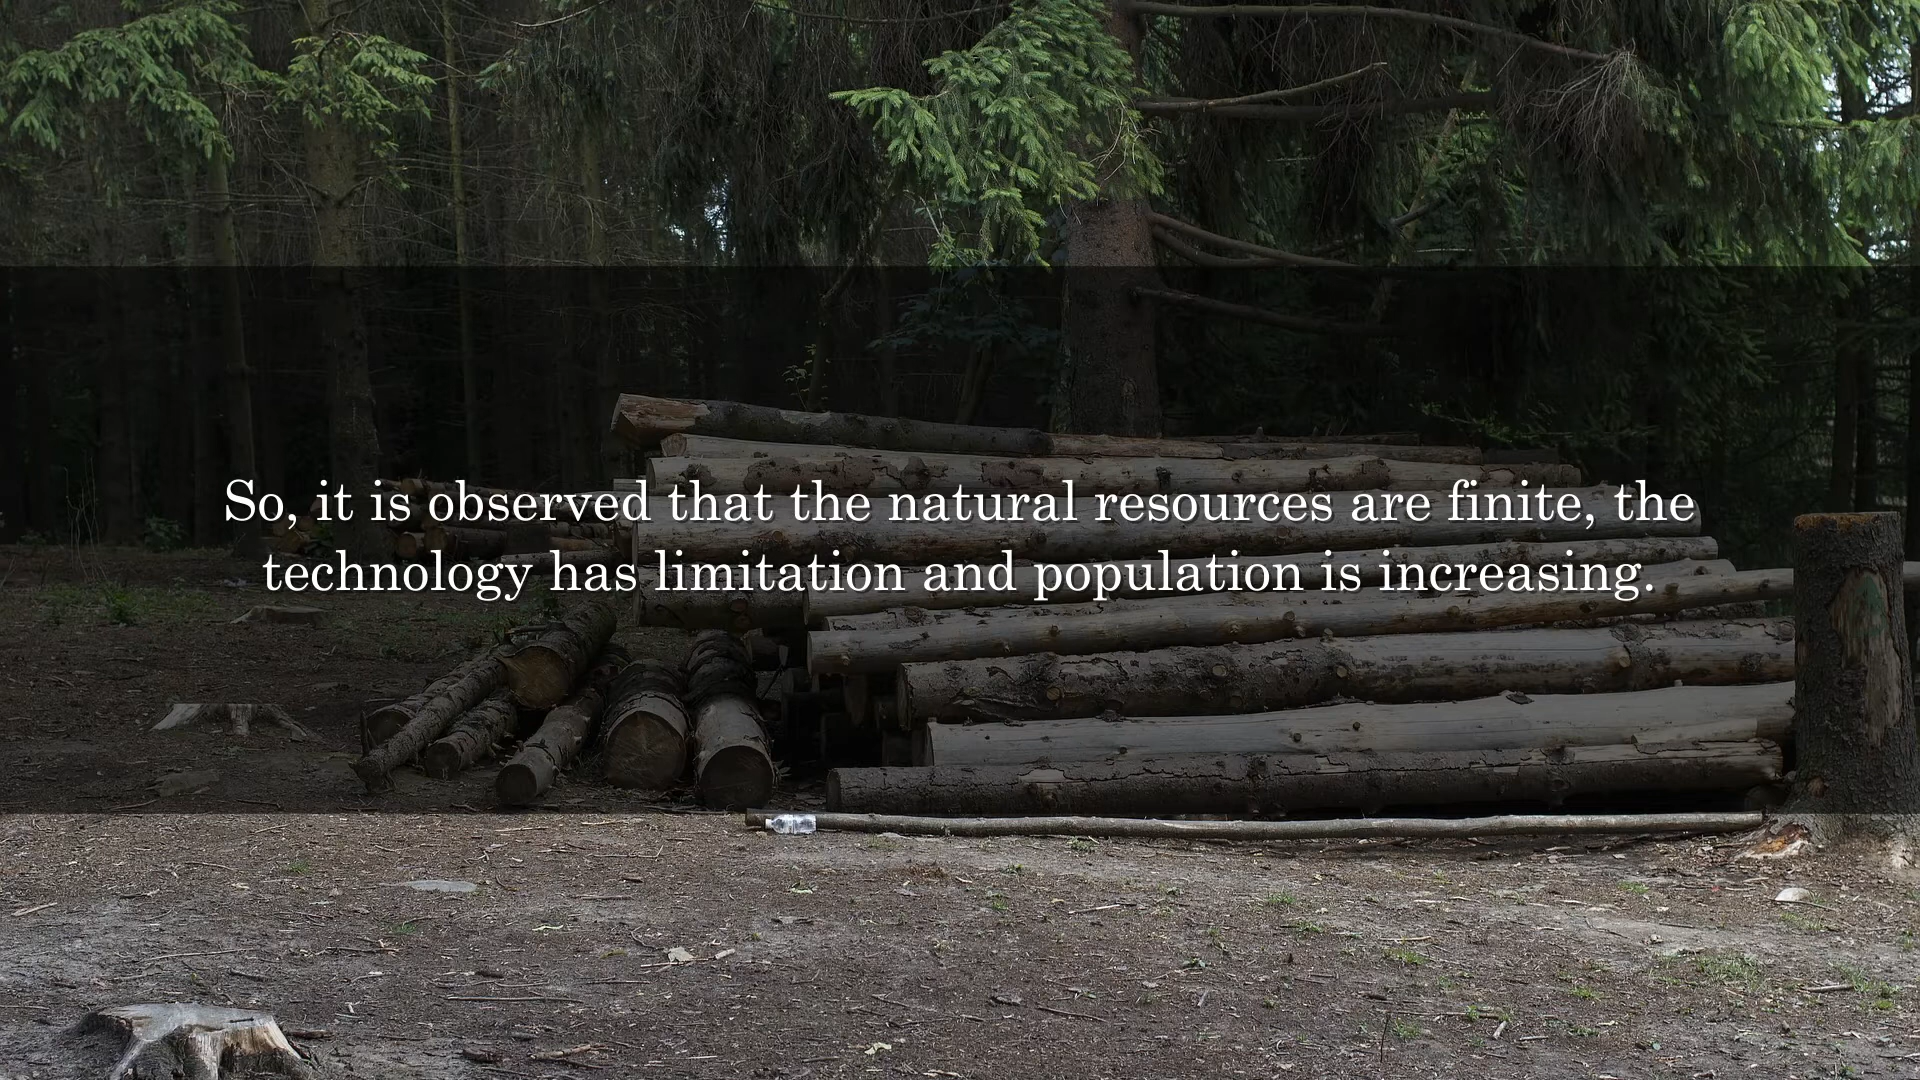 So, it is observed that the natural resources are finite, the
technology has limitation and population is increasing.